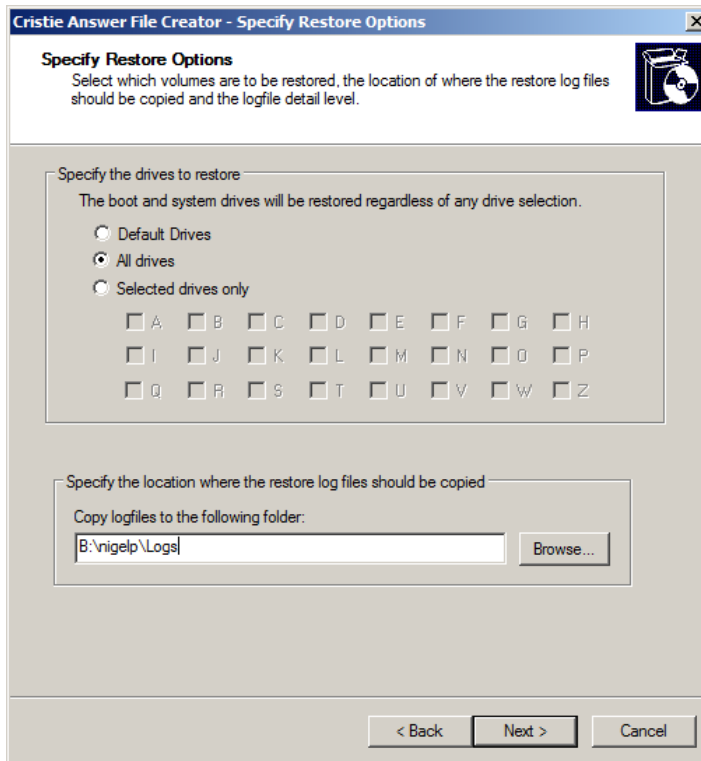 Cristie Answer File Creator - Specify Restore Options
Specify Restore Options
Select which volumes are to be restored, the location of where the restore log files
should be copied and the logfile detail level.
Specify the drives to restore
The boot and system drives will be restored regardless of any drive selection.
Default Drives
All drives
Selected drives only
A B C D E F G H
I J K L M N O P
Q R S T U V W Z
Specify the location where the restore log files should be copied
Copy logfiles to the following folder:
B:\nigelp\Logs
Browse...
< Back Next > Cancel